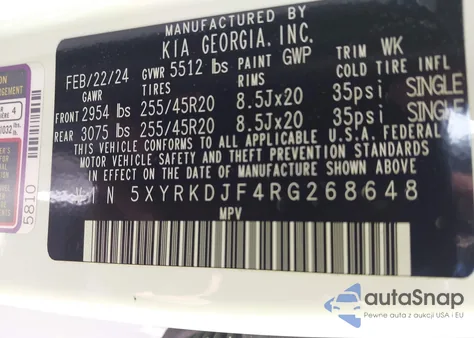 MANUFACTURED BY
KIA GEORGIA, INC.
FEB/22/24 GVWR 5512 lbs PAINT GWP TRIM WK
GAWR TIRES RIMS COLD TIRE INFL
FRONT 2954 lbs 255/45R20 8.5Jx20 35psi SINGLE
REAR 3075 lbs 255/45R20 8.5Jx20 35psi SINGLE
THIS VEHICLE CONFORMS TO ALL APPLICABLE U.S.A. FEDERAL
MOTOR VEHICLE SAFETY AND THEFT PREVENTION STANDARDS
IN EFFECT ON THE DATE OF MANUFACTURE SHOWN ABOVE
V I N 5XYRKDJF4RG268648
MPV
4
5810
autoSnap
Pewne auta z aukcji USA i EU